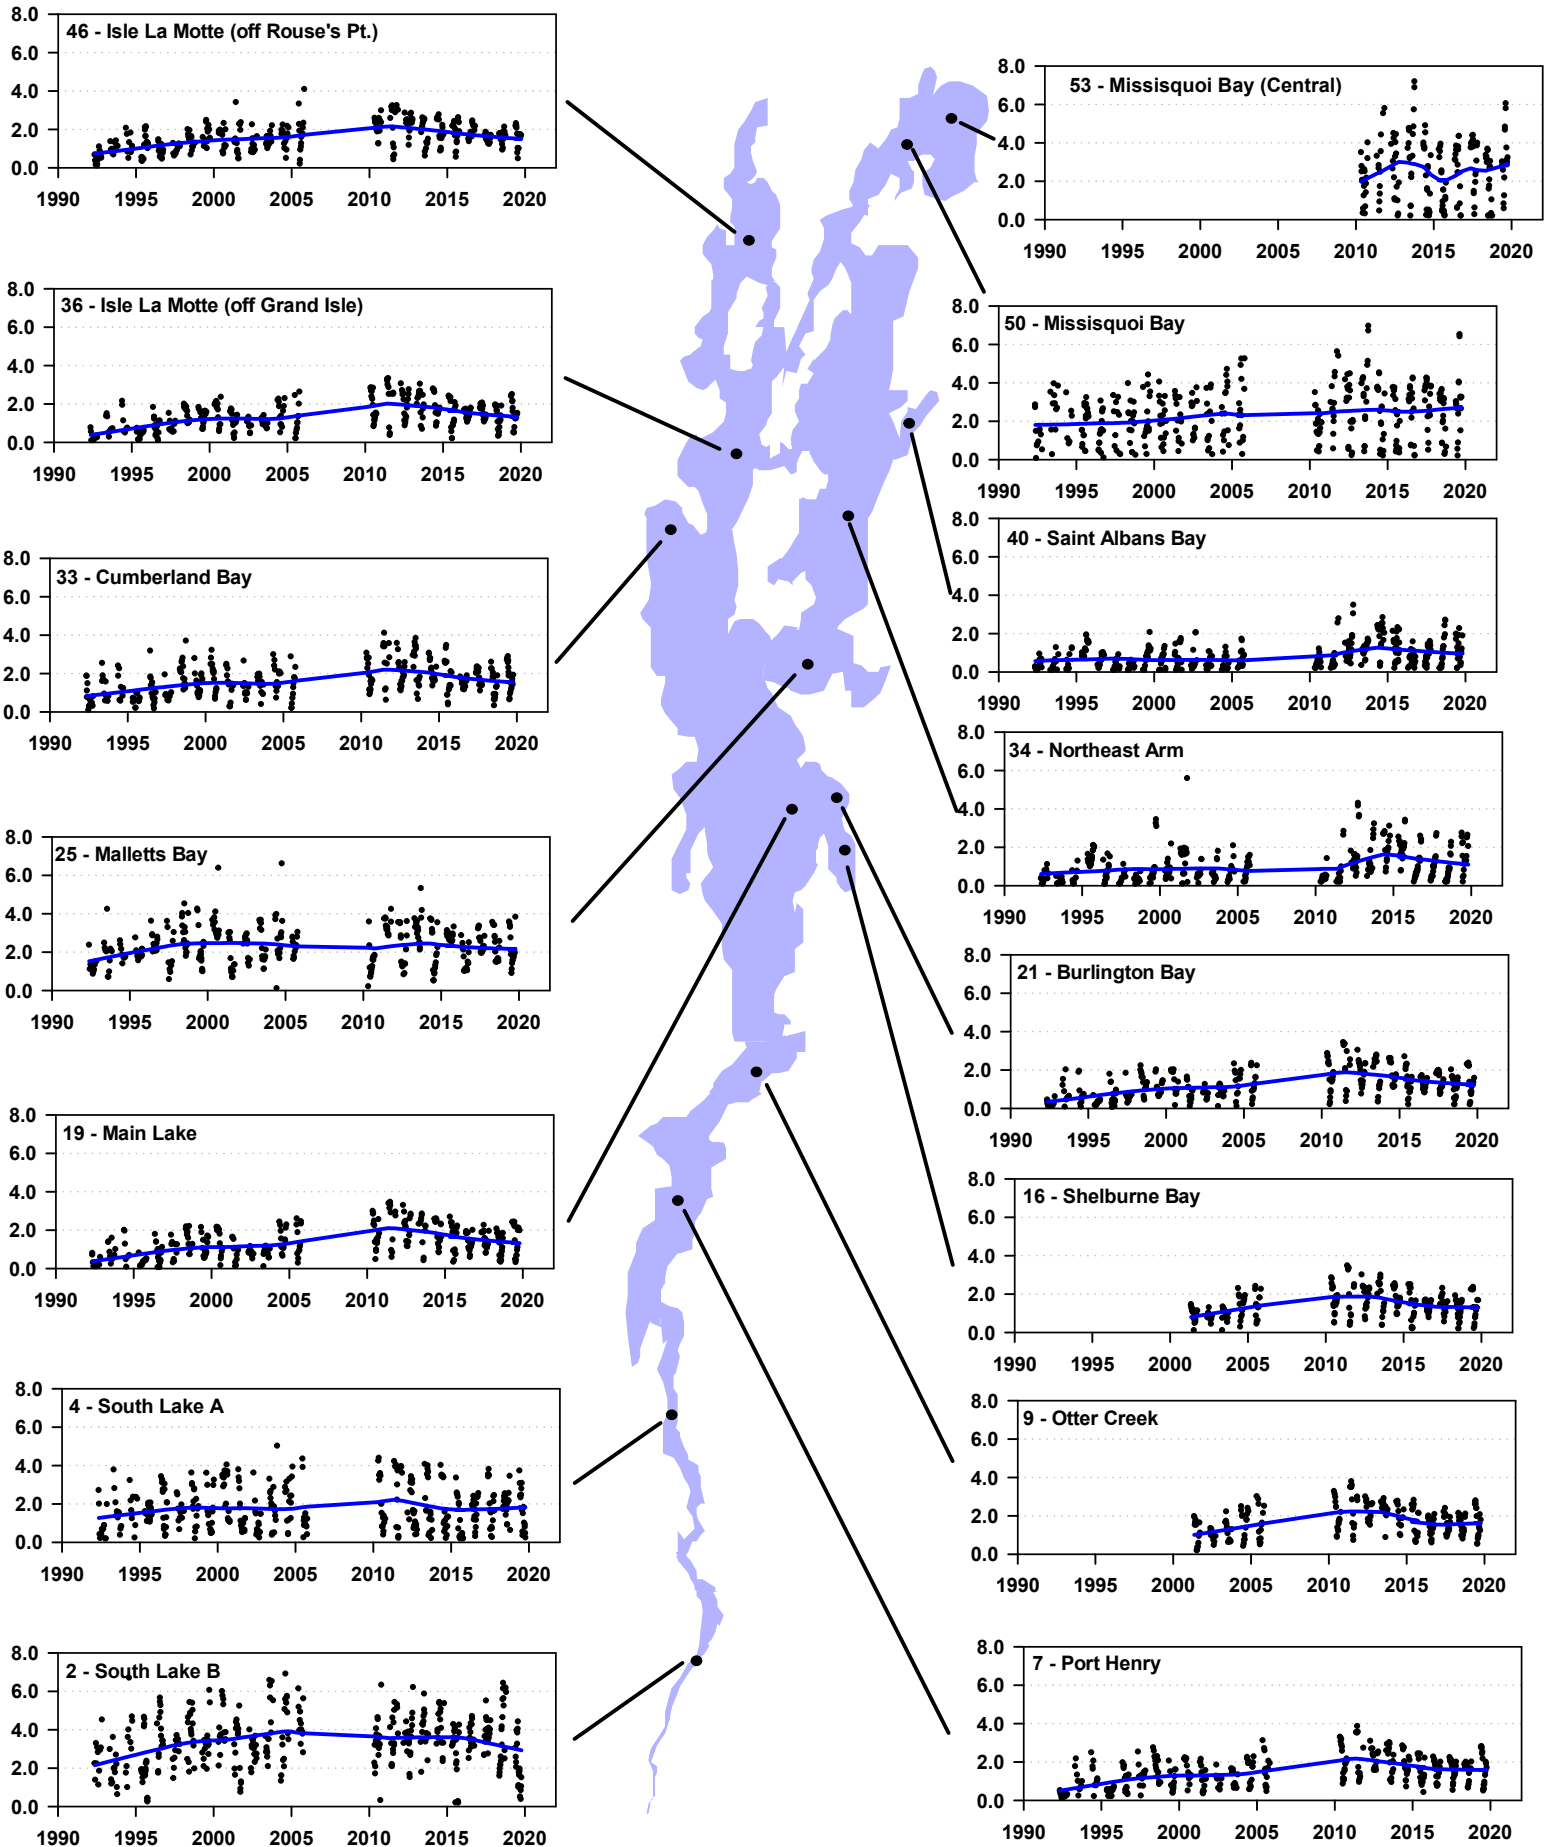 46 - Isle La Motte (off Rouse's Pt.)
8.0
6.0
4.0
2.0
0.0
1990 1995 2000 2005 2010 2015 2020
53 - Missisquoi Bay (Central)
8.0
6.0
4.0
2.0
0.0
1990 1995 2000 2005 2010 2015 2020
36 - Isle La Motte (off Grand Isle)
8.0
6.0
4.0
2.0
0.0
1990 1995 2000 2005 2010 2015 2020
50 - Missisquoi Bay
8.0
6.0
4.0
2.0
0.0
1990 1995 2000 2005 2010 2015 2020
40 - Saint Albans Bay
8.0
6.0
4.0
2.0
0.0
1990 1995 2000 2005 2010 2015 2020
33 - Cumberland Bay
8.0
6.0
4.0
2.0
0.0
1990 1995 2000 2005 2010 2015 2020
34 - Northeast Arm
8.0
6.0
4.0
2.0
0.0
1990 1995 2000 2005 2010 2015 2020
25 - Malletts Bay
8.0
6.0
4.0
2.0
0.0
1990 1995 2000 2005 2010 2015 2020
21 - Burlington Bay
8.0
6.0
4.0
2.0
0.0
1990 1995 2000 2005 2010 2015 2020
19 - Main Lake
8.0
6.0
4.0
2.0
0.0
1990 1995 2000 2005 2010 2015 2020
16 - Shelburne Bay
8.0
6.0
4.0
2.0
0.0
1990 1995 2000 2005 2010 2015 2020
4 - South Lake A
8.0
6.0
4.0
2.0
0.0
1990 1995 2000 2005 2010 2015 2020
9 - Otter Creek
8.0
6.0
4.0
2.0
0.0
1990 1995 2000 2005 2010 2015 2020
2 - South Lake B
8.0
6.0
4.0
2.0
0.0
1990 1995 2000 2005 2010 2015 2020
7 - Port Henry
8.0
6.0
4.0
2.0
0.0
1990 1995 2000 2005 2010 2015 2020